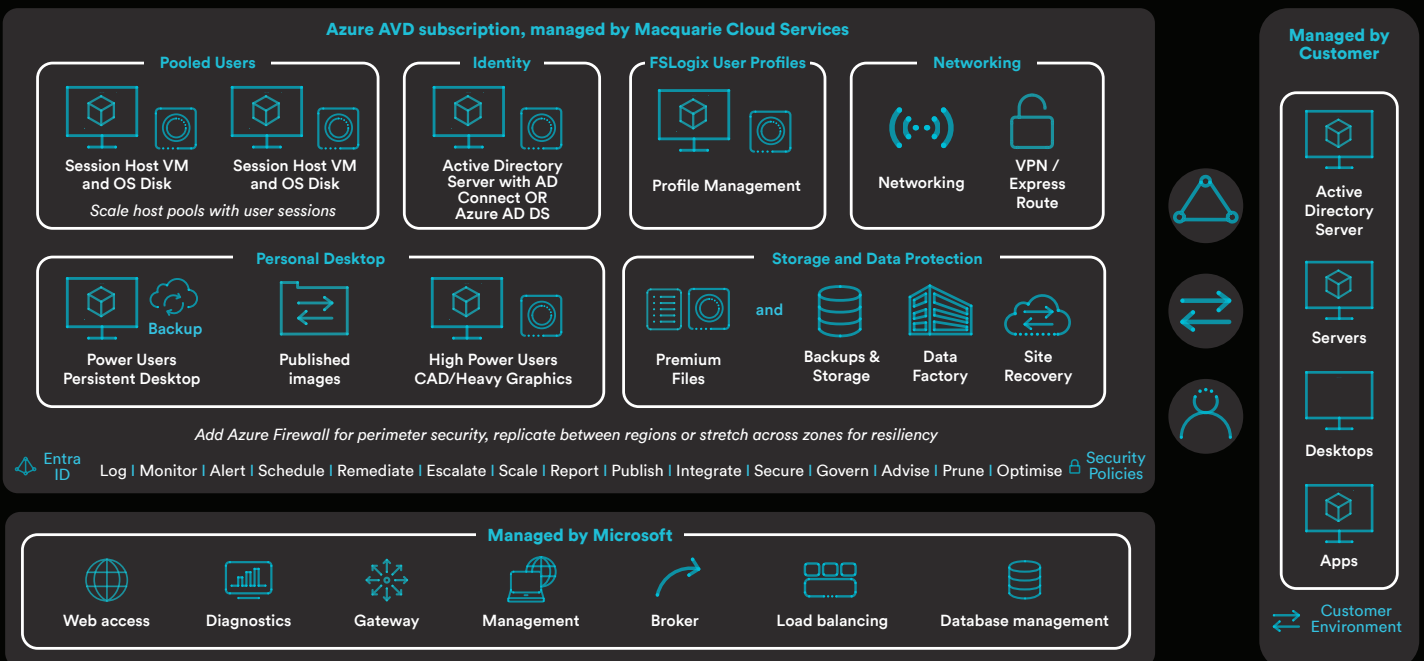 Azure AVD subscription, managed by Macquarie Cloud Services
Pooled Users
Session Host VM
and OS Disk
Session Host VM
and OS Disk
Scale host pools with user sessions
Identity
Active Directory
Server with AD
Connect OR
Azure AD DS
FSLogix User Profiles
Profile Management
Networking
Networking
VPN /
Express
Route
Personal Desktop
Backup
Power Users
Persistent Desktop
Published
images
High Power Users
CAD/Heavy Graphics
Storage and Data Protection
Premium
Files
and
Backups &
Storage
Data
Factory
Site
Recovery
Add Azure Firewall for perimeter security, replicate between regions or stretch across zones for resiliency
Entra
ID
Log | Monitor | Alert | Schedule | Remediate | Escalate | Scale | Report | Publish | Integrate | Secure | Govern | Advise | Prune | Optimise
Security
Policies
Managed by Microsoft
Web access
Diagnostics
Gateway
Management
Broker
Load balancing
Database management
Managed by
Customer
Active
Directory
Server
Servers
Desktops
Apps
Customer
Environment